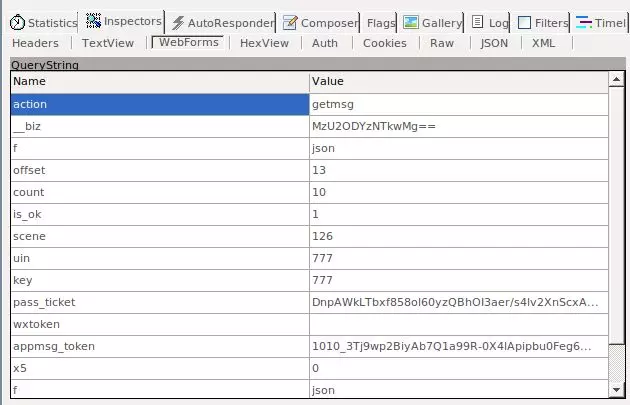 Statistics Inspectors AutoResponder Composer Flags Gallery Log Filters Timel
Headers TextView WebForms HexView Auth Cookies Raw JSON XML
QueryString
Name Value
action getmsg
__biz MzU2ODYzNTkwMg==
f json
offset 13
count 10
is_ok 1
scene 126
uin 777
key 777
pass_ticket DnpAWkLTbxf858ol60yzQBhOl3aer/s4lv2XnScxA...
wxtoken
appmsg_token 1010_3Tj9wp2BiyAb7Q1a99R-0X4lApipbu0Feg6...
x5 0
f json